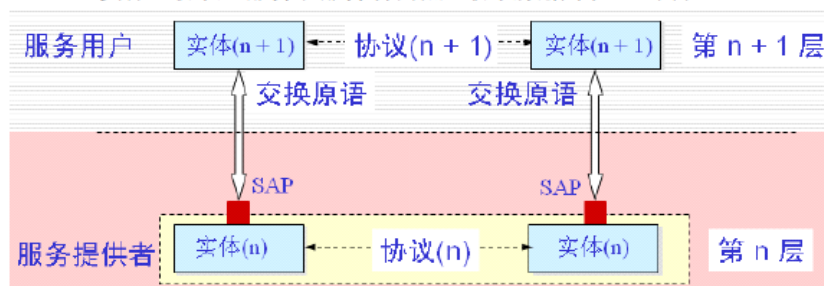 服务用户 实体(n + 1) 协议(n + 1) 实体(n + 1) 第 n + 1 层
交换原语 交换原语
SAP SAP
服务提供者 实体(n) 协议(n) 实体(n) 第 n 层